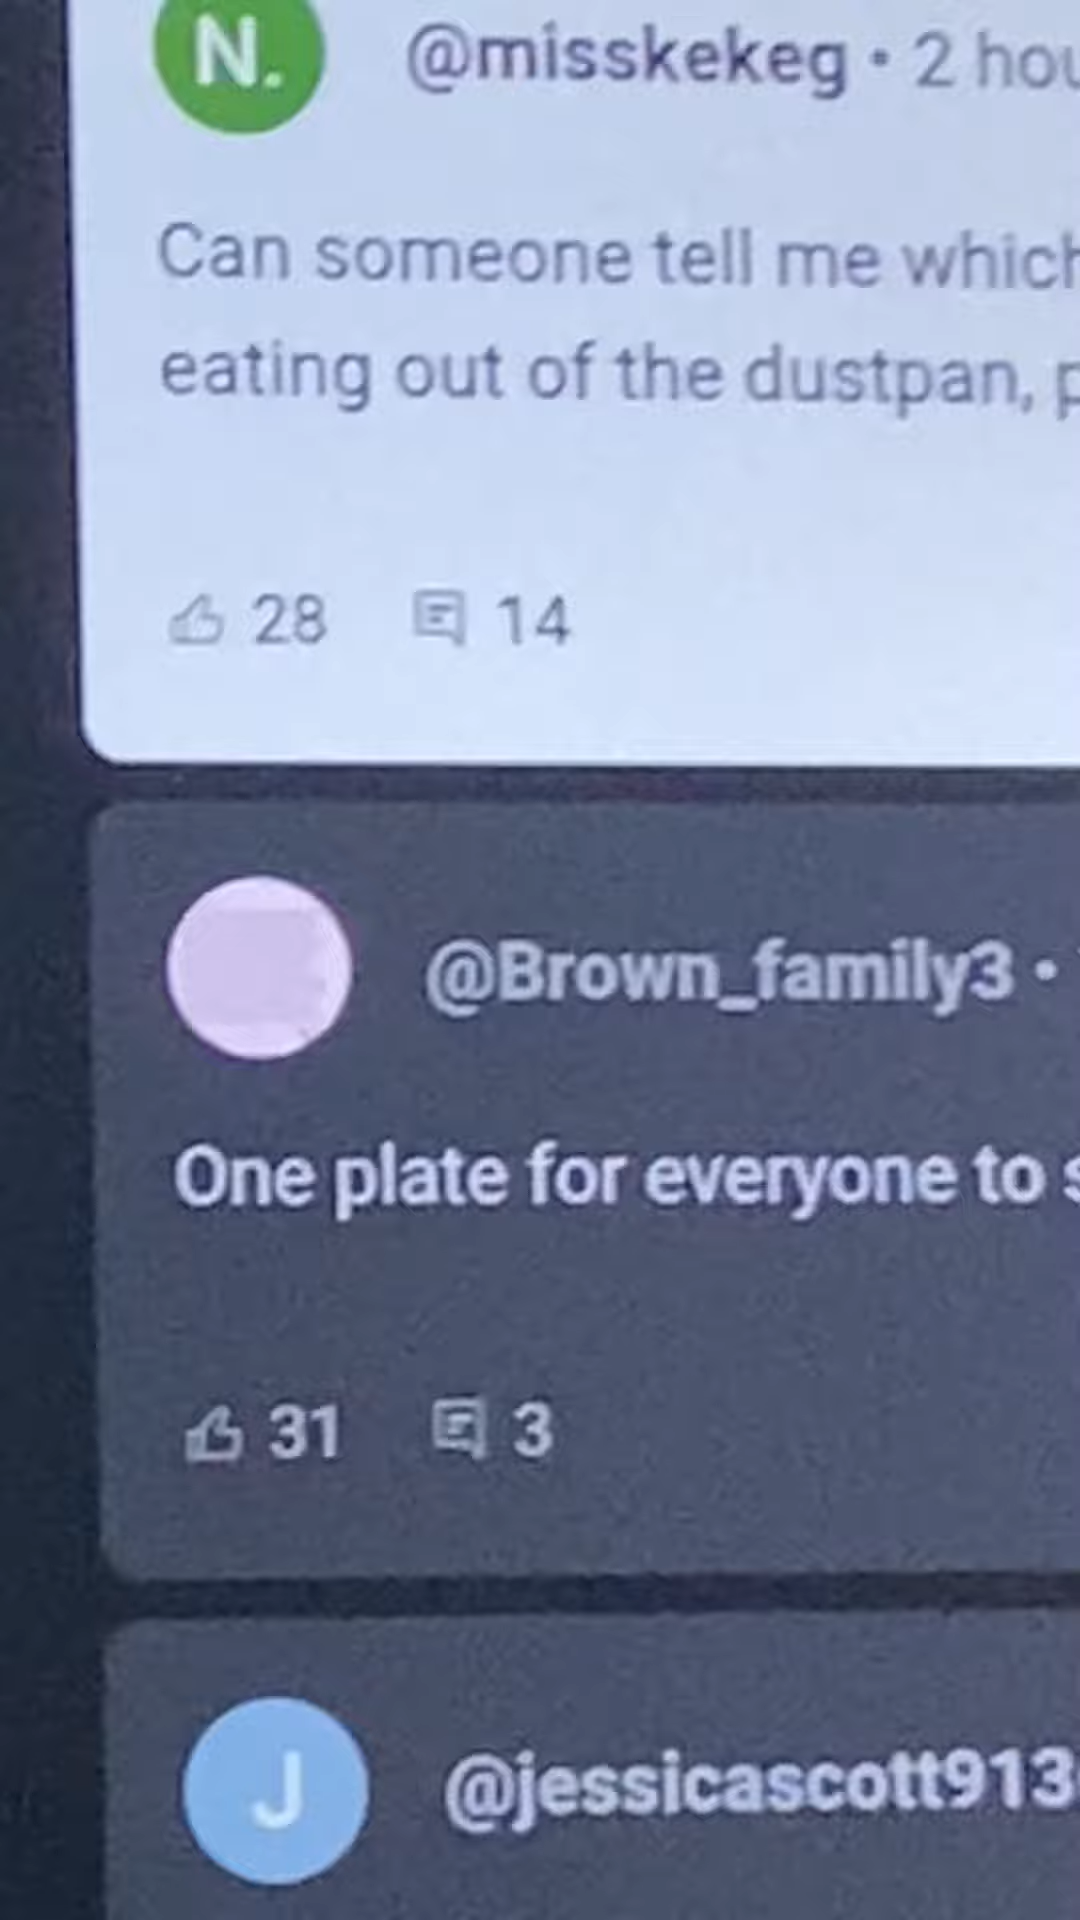 N.
@misskekeg • 2 hou
Can someone tell me which
eating out of the dustpan, p
28 14
@Brown_family3 •
One plate for everyone to s
31 3
J
@jessicascott913